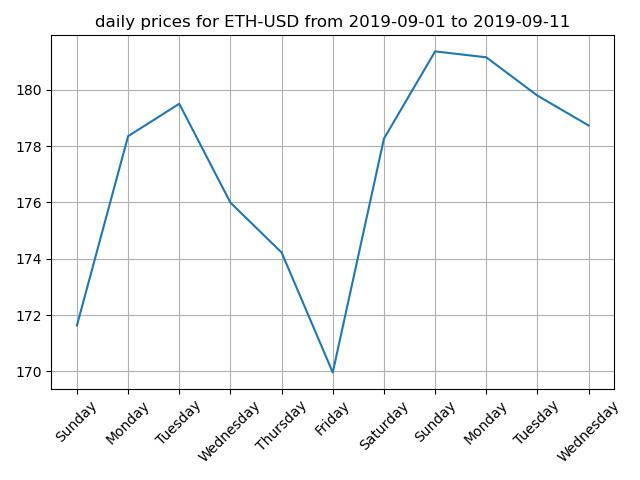 daily prices for ETH-USD from 2019-09-01 to 2019-09-11
180
178
176
174
172
170
Sunday
Monday
Tuesday
Wednesday
Thursday
Friday
Saturday
Sunday
Monday
Tuesday
Wednesday